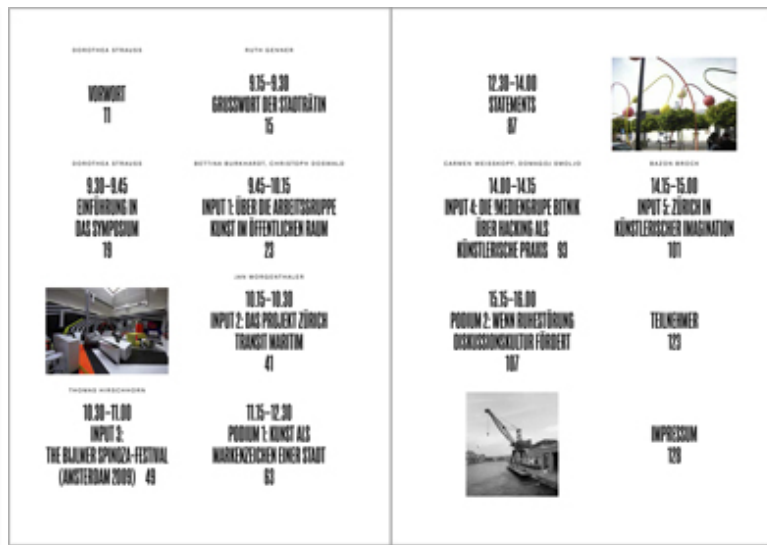 DOROTHEA STRAUSS
VORWORT
11
RUTH GENNER
9.15–9.30
GRUSSWORT DER STADTRÄTIN
15
DOROTHEA STRAUSS
9.30–9.45
EINFÜHRUNG IN
DAS SYMPOSIUM
19
BETTINA BURKHARDT, CHRISTOPH DOSWALD
9.45–10.15
INPUT 1: ÜBER DIE ARBEITSGRUPPE
KUNST IM ÖFFENTLICHEN RAUM
23
JAN MORGENTHALER
10.15–10.30
INPUT 2: DAS PROJEKT ZÜRICH
TRANSIT MARITIM
41
THOMAS HIRSCHHORN
10.30–11.00
INPUT 3:
THE BIJLMER SPINOZA-FESTIVAL
(AMSTERDAM 2009) 49
11.15–12.30
PODIUM 1: KUNST ALS
MARKENZEICHEN EINER STADT
63
12.30–14.00
STATEMENTS
87
CARMEN WEISSKOPF, DOMAGOJ SMOLJO
14.00–14.15
INPUT 4: DIE !MEDIENGRUPE BITNIK
ÜBER HACKING ALS
KÜNSTLERISCHE PRAXIS 93
BAZON BROCK
14.15–15.00
INPUT 5: ZÜRICH IN
KÜNSTLERISCHER IMAGINATION
101
15.15–16.00
PODIUM 2: WENN RUHESTÖRUNG
DISKUSSIONSKULTUR FÖRDERT
107
TEILNEHMER
123
IMPRESSUM
128